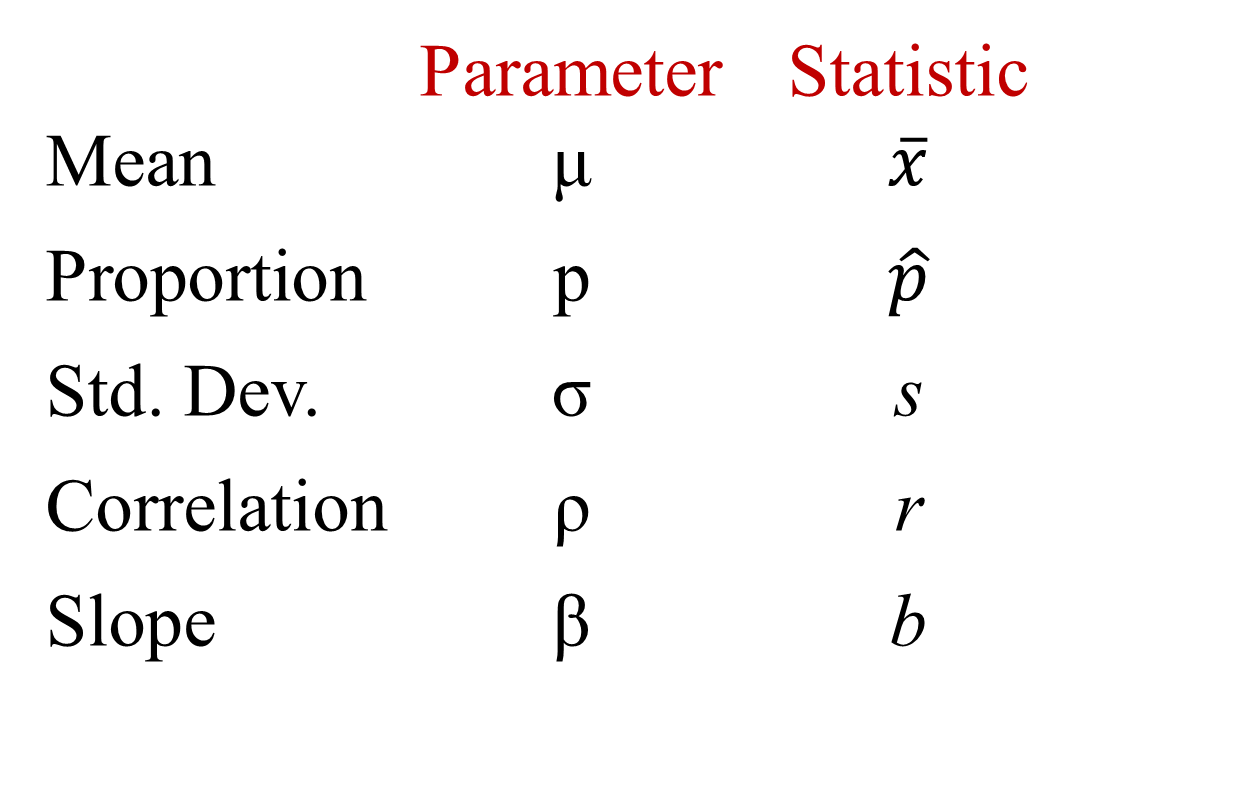 Parameter Statistic
Mean μ x̄
Proportion p p̂
Std. Dev. σ s
Correlation ρ r
Slope β b